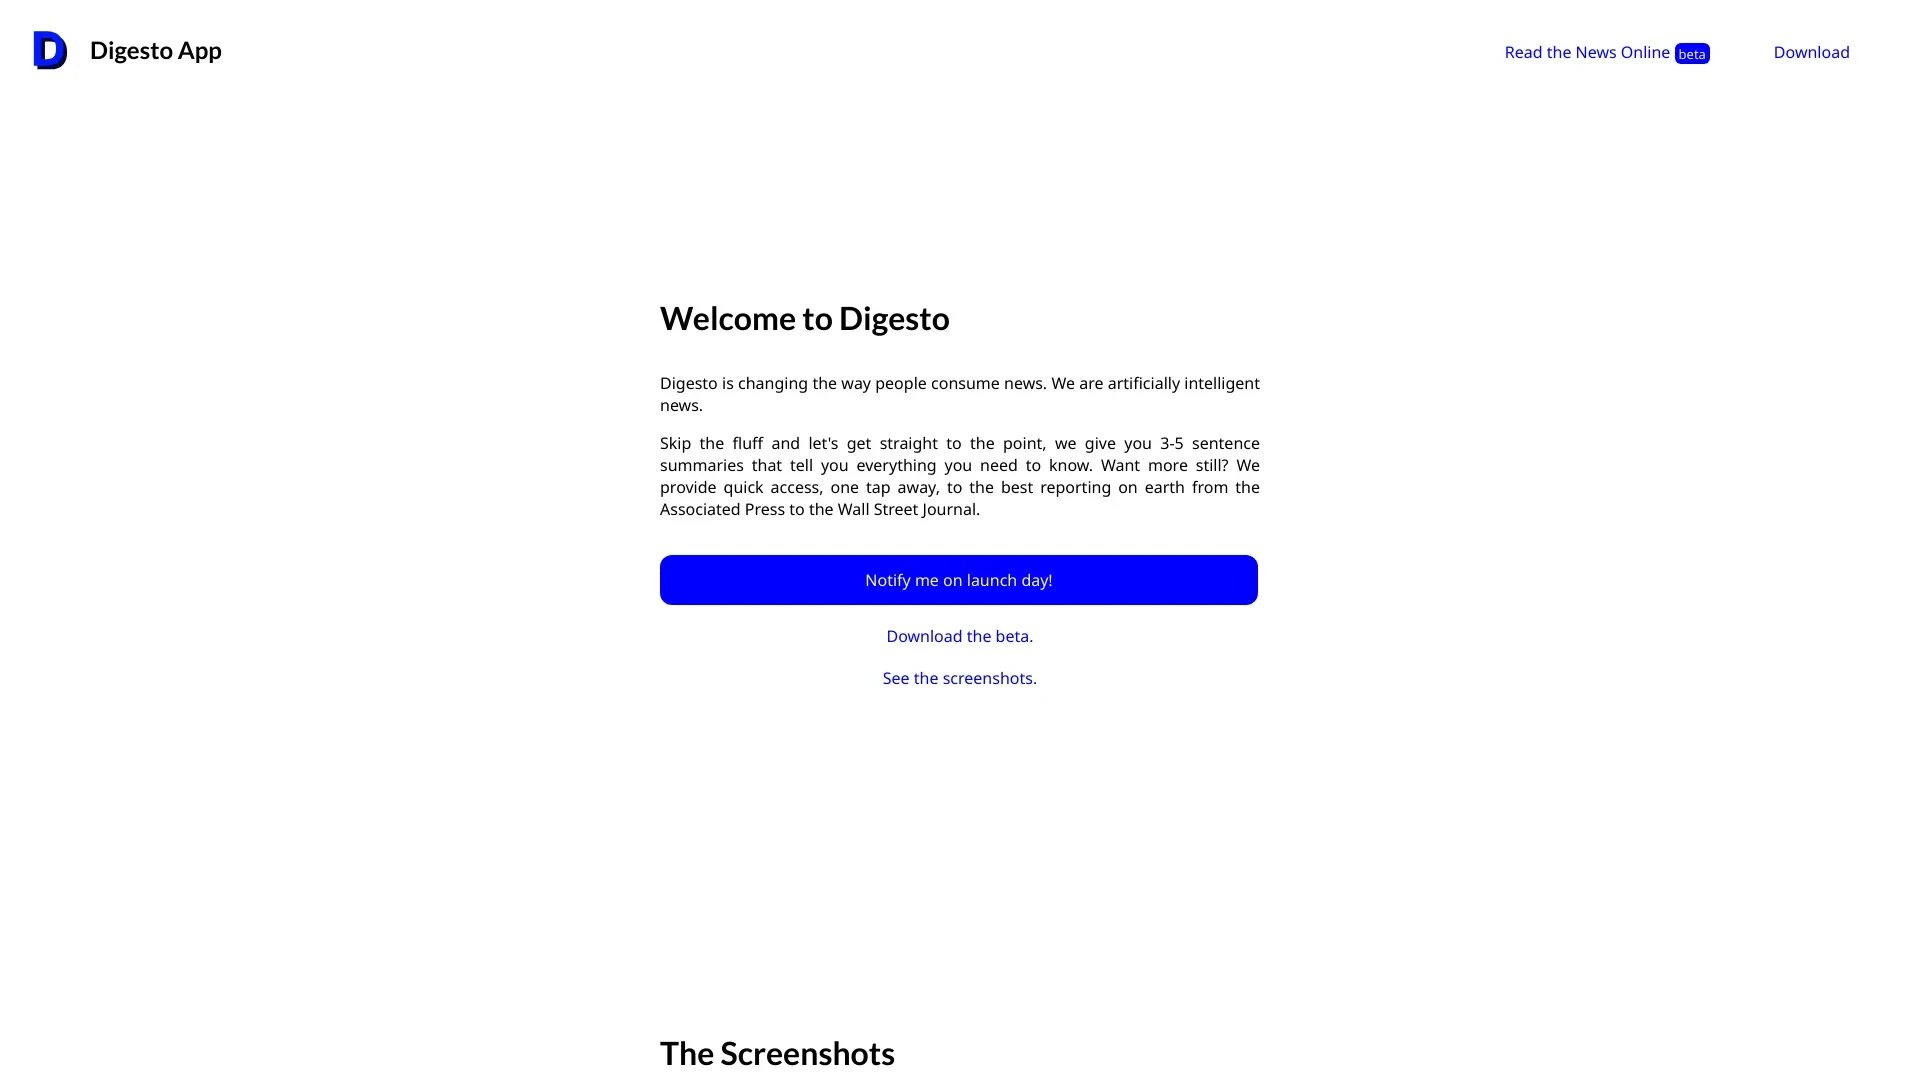 D Digesto App
Read the News Online beta
Download
Welcome to Digesto
Digesto is changing the way people consume news. We are artificially intelligent
news.
Skip the fluff and let's get straight to the point, we give you 3-5 sentence
summaries that tell you everything you need to know. Want more still? We
provide quick access, one tap away, to the best reporting on earth from the
Associated Press to the Wall Street Journal.
Notify me on launch day!
Download the beta.
See the screenshots.
The Screenshots